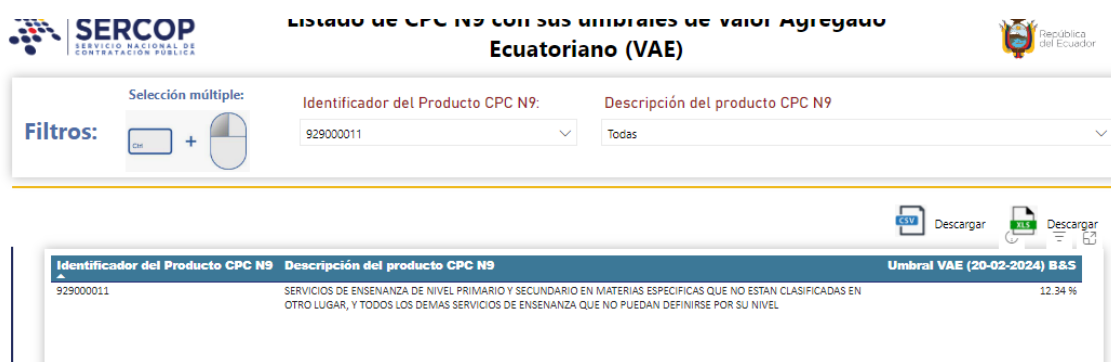 SERCOP
SERVICIO NACIONAL DE
CONTRATACIÓN PÚBLICA
Listado de CPC N9 con sus umbrales de Valor Agregado
Ecuatoriano (VAE)
República
del Ecuador
Filtros:
Selección múltiple:
Ctrl
+
Identificador del Producto CPC N9:
929000011
Descripción del producto CPC N9
Todas
CSV
Descargar
XLS
Descargar
Identificador del Producto CPC N9 Descripción del producto CPC N9 Umbral VAE (20-02-2024) B&S
929000011 SERVICIOS DE ENSENANZA DE NIVEL PRIMARIO Y SECUNDARIO EN MATERIAS ESPECIFICAS QUE NO ESTAN CLASIFICADAS EN 12.34 %
OTRO LUGAR, Y TODOS LOS DEMAS SERVICIOS DE ENSENANZA QUE NO PUEDAN DEFINIRSE POR SU NIVEL